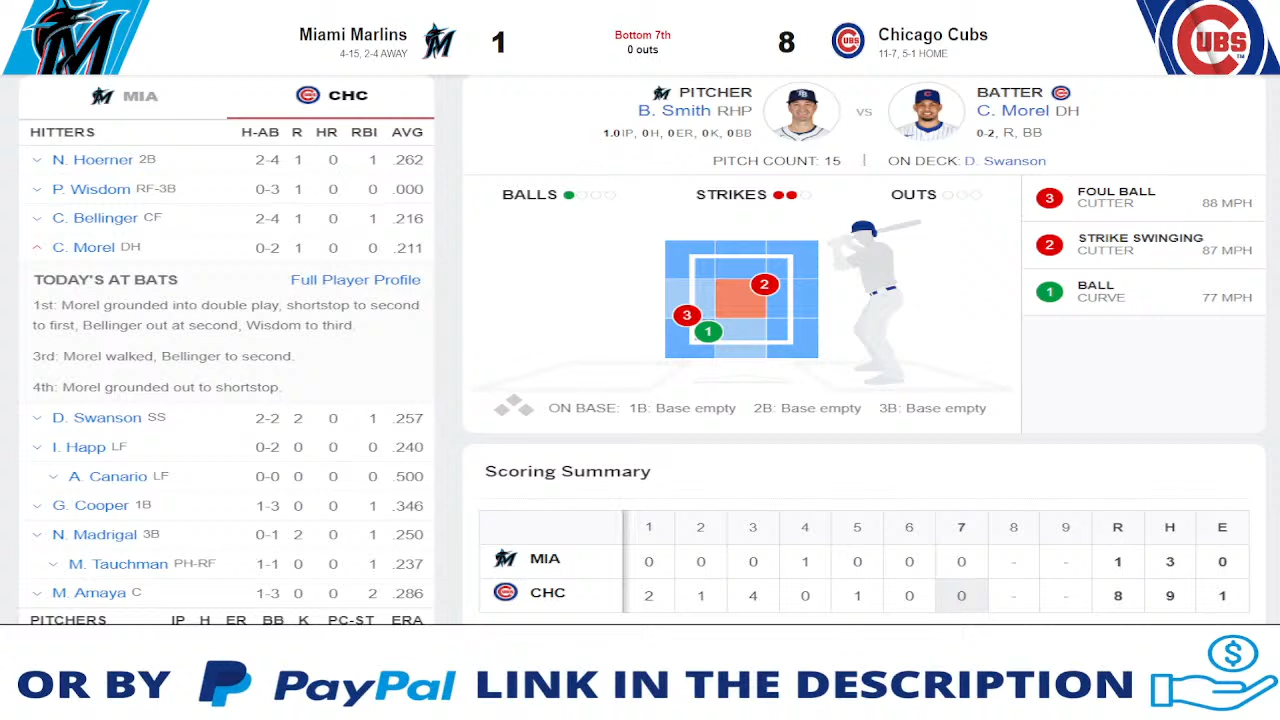 Miami Marlins
4-15, 2-4 AWAY
1
Bottom 7th
0 outs
8
Chicago Cubs
11-7, 5-1 HOME
UBS
MIA
CHC
HITTERS H-AB R HR RBI AVG
N. Hoerner 2B 2-4 1 0 1 .262
P. Wisdom RF-3B 0-3 1 0 0 .000
C. Bellinger CF 2-4 1 0 1 .216
C. Morel DH 0-2 1 0 0 .211
TODAY'S AT BATS Full Player Profile
1st: Morel grounded into double play, shortstop to second
to first, Bellinger out at second, Wisdom to third.
3rd: Morel walked, Bellinger to second.
4th: Morel grounded out to shortstop.
D. Swanson SS 2-2 2 0 1 .257
I. Happ LF 0-2 0 0 0 .240
A. Canario LF 0-0 0 0 0 .500
G. Cooper 1B 1-3 0 0 1 .346
N. Madrigal 3B 0-1 2 0 1 .250
M. Tauchman PH-RF 1-1 0 0 1 .237
M. Amaya C 1-3 0 0 2 .286
PITCHERS IP H ER BB K PC-ST ERA
PITCHER
B. Smith RHP
1.0 IP, 0 H, 0 ER, 0 K, 0 BB
VS
BATTER
C. Morel DH
0-2, R, BB
PITCH COUNT: 15 | ON DECK: D. Swanson
BALLS STRIKES OUTS
2
3
1
ON BASE: 1B: Base empty 2B: Base empty 3B: Base empty
3 FOUL BALL
CUTTER 88 MPH
2 STRIKE SWINGING
CUTTER 87 MPH
1 BALL
CURVE 77 MPH
Scoring Summary
1 2 3 4 5 6 7 8 9 R H E
MIA 0 0 0 1 0 0 0 - - 1 3 0
CHC 2 1 4 0 1 0 0 - - 8 9 1
OR BY PayPal LINK IN THE DESCRIPTION
$